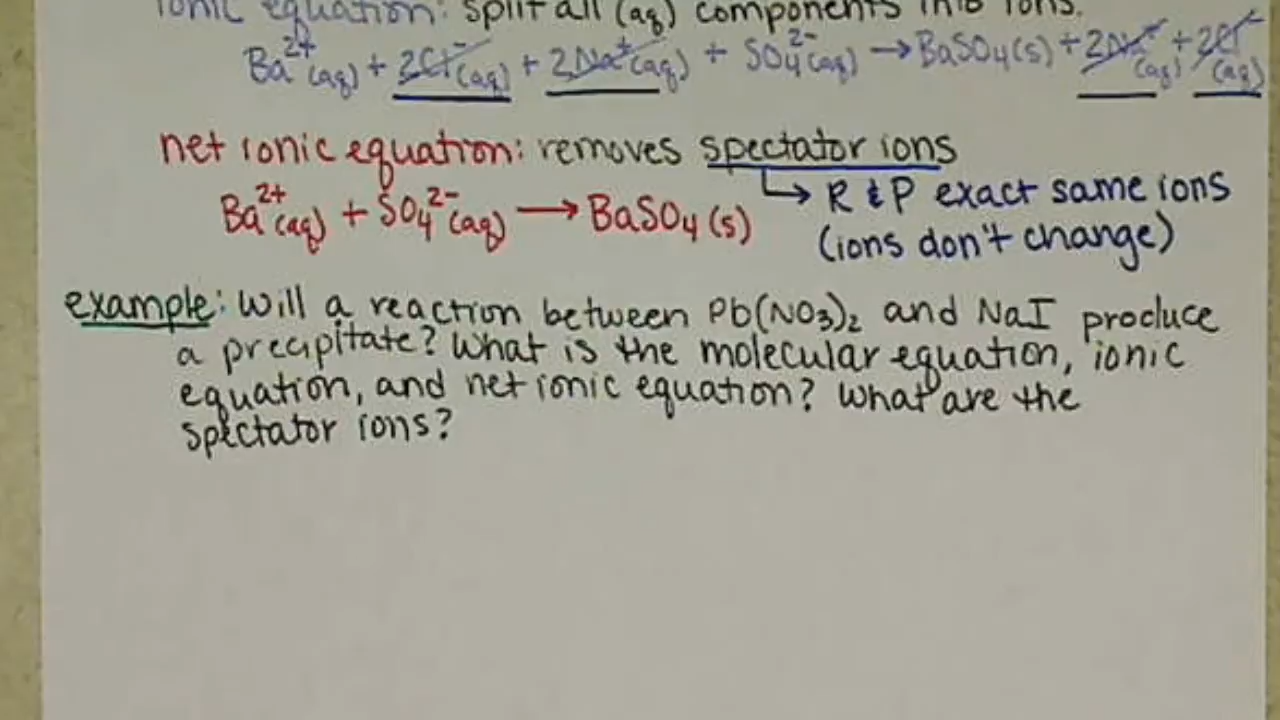 ionic equation: split all (aq) components into ions.
Ba²⁺(aq) + 2Cl⁻(aq) + 2Na⁺(aq) + SO₄²⁻(aq) → BaSO₄(s) + 2Na⁺(aq) + 2Cl⁻(aq)
net ionic equation: removes spectator ions
↳ R & P exact same ions
Ba²⁺(aq) + SO₄²⁻(aq) → BaSO₄(s)
(ions don't change)
example: Will a reaction between Pb(NO₃)₂ and NaI produce
a precipitate? What is the molecular equation, ionic
equation, and net ionic equation? What are the
spectator ions?